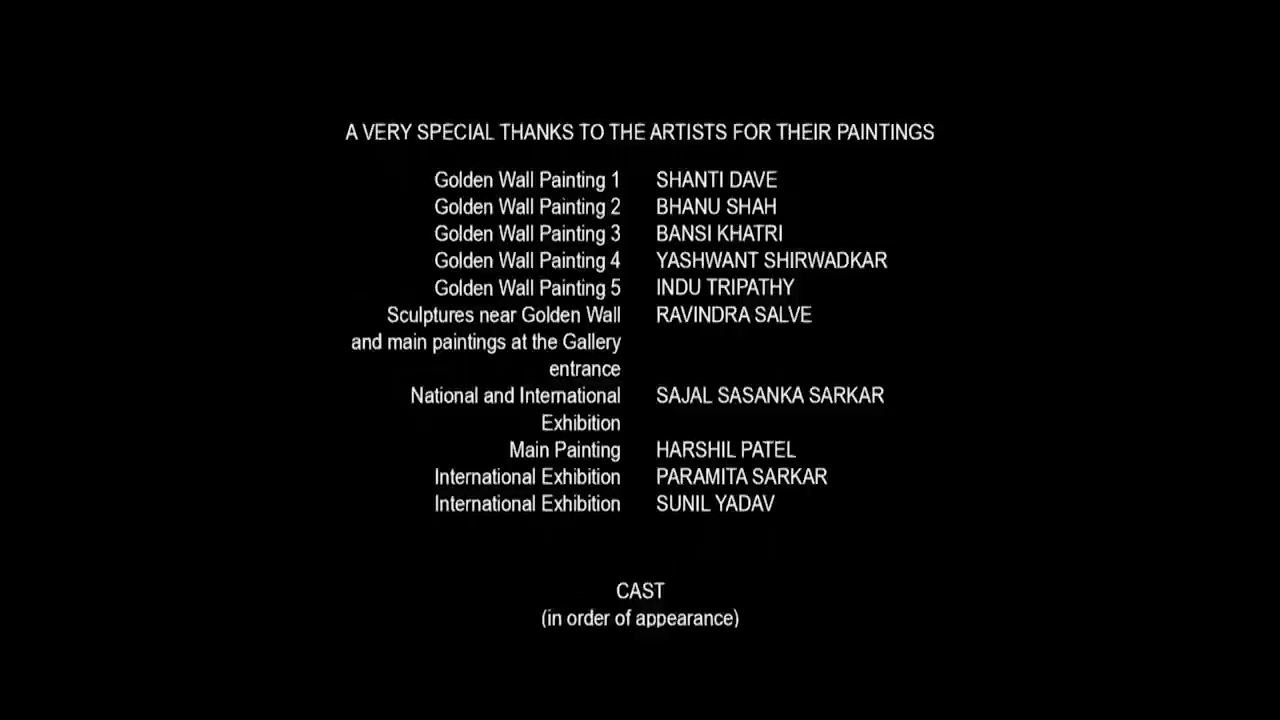 A VERY SPECIAL THANKS TO THE ARTISTS FOR THEIR PAINTINGS
Golden Wall Painting 1 SHANTI DAVE
Golden Wall Painting 2 BHANU SHAH
Golden Wall Painting 3 BANSI KHATRI
Golden Wall Painting 4 YASHWANT SHIRWADKAR
Golden Wall Painting 5 INDU TRIPATHY
Sculptures near Golden Wall RAVINDRA SALVE
and main paintings at the Gallery
entrance
National and International SAJAL SASANKA SARKAR
Exhibition
Main Painting HARSHIL PATEL
International Exhibition PARAMITA SARKAR
International Exhibition SUNIL YADAV
CAST
(in order of appearance)